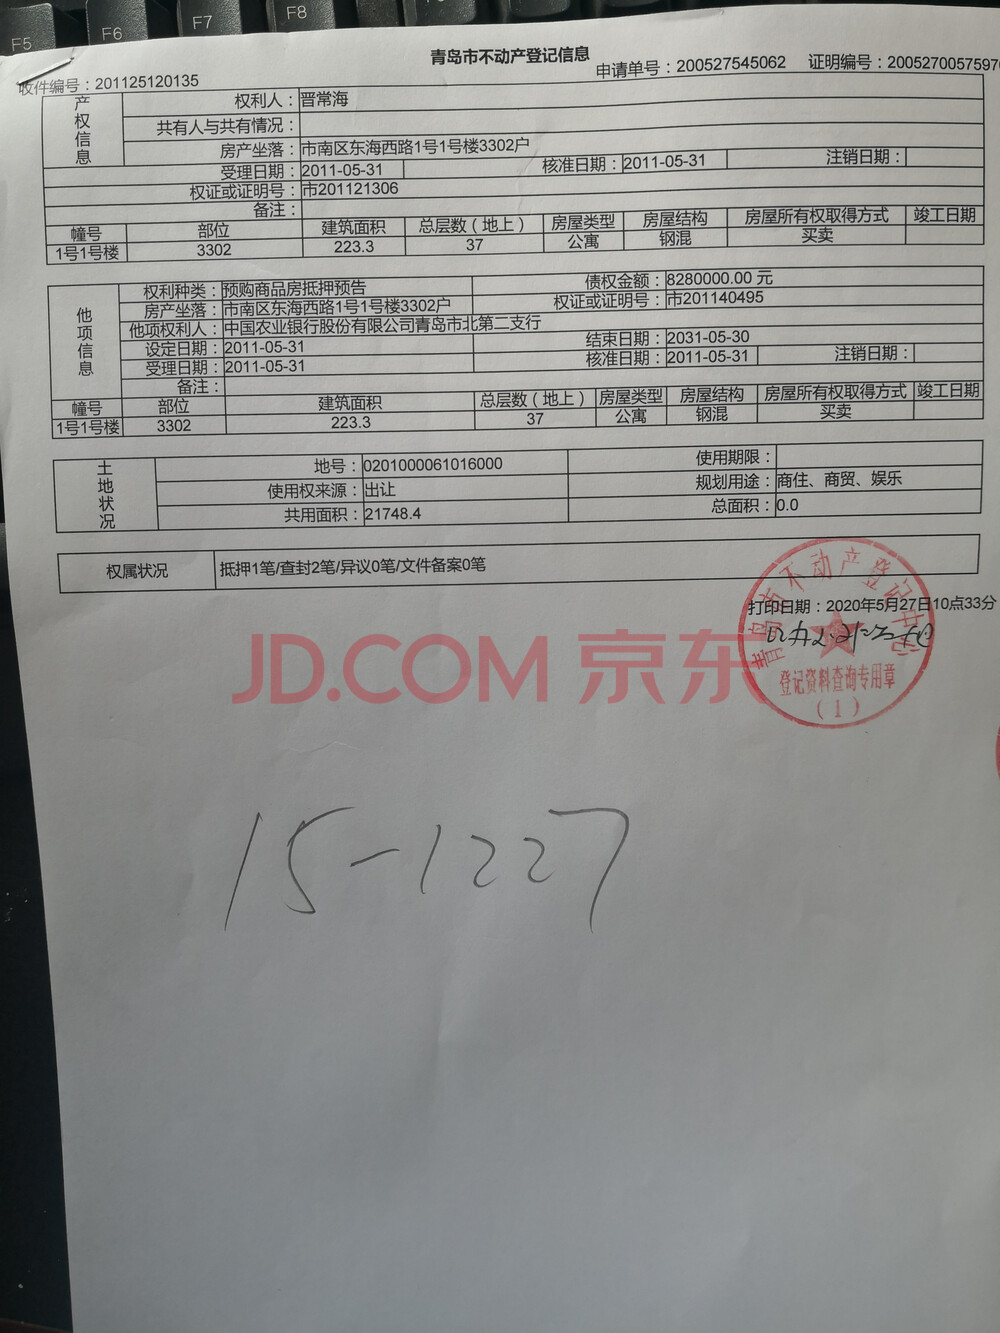 F5 F6 F7 F8
青岛市不动产登记信息
收件编号：201125120135 申请单号：200527545062 证明编号：2005270057597
产权信息
权利人：晋常海
共有人与共有情况：
房产坐落：市南区东海西路1号1号楼3302户
受理日期：2011-05-31 核准日期：2011-05-31 注销日期：
权证或证明号：市201121306
备注：
幢号 部位 建筑面积 总层数（地上） 房屋类型 房屋结构 房屋所有权取得方式 竣工日期
1号1号楼 3302 223.3 37 公寓 钢混 买卖
他项信息
权利种类：预购商品房抵押预告 债权金额：8280000.00 元
房产坐落：市南区东海西路1号1号楼3302户 权证或证明号：市201140495
他项权利人：中国农业银行股份有限公司青岛市北第二支行
设定日期：2011-05-31 结束日期：2031-05-30
受理日期：2011-05-31 核准日期：2011-05-31 注销日期：
备注：
幢号 部位 建筑面积 总层数（地上） 房屋类型 房屋结构 房屋所有权取得方式 竣工日期
1号1号楼 3302 223.3 37 公寓 钢混 买卖
土地状况
地号：0201000061016000 使用期限：
使用权来源：出让 规划用途：商住、商贸、娱乐
共用面积：21748.4 总面积：0.0
权属状况 抵押1笔/查封2笔/异议0笔/文件备案0笔
打印日期：2020年5月27日10点33分
青岛市不动产登记中心
登记资料查询专用章
（1）
JD.COM 京东
15-1227